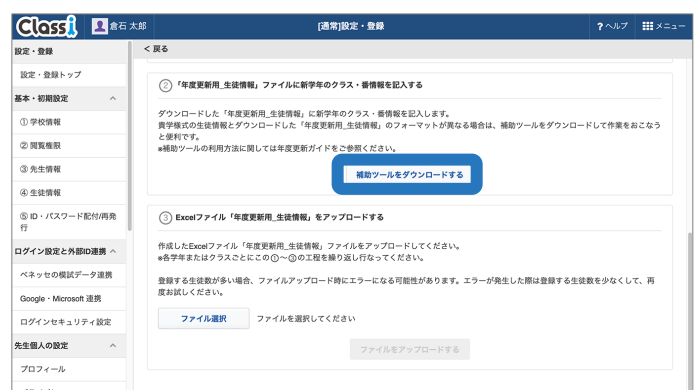 Classi
倉石 太郎
[通常]設定・登録
? ヘルプ
メニュー
設定・登録
設定・登録トップ
基本・初期設定
① 学校情報
② 閲覧権限
③ 先生情報
④ 生徒情報
⑤ ID・パスワード配付/再発
行
ログイン設定と外部ID連携
ベネッセの模試データ連携
Google・Microsoft 連携
ログインセキュリティ設定
先生個人の設定
プロフィール
< 戻る
② 「年度更新用_生徒情報」ファイルに新学年のクラス・番情報を記入する
ダウンロードした「年度更新用_生徒情報」に新学年のクラス・番情報を記入します。
貴学様式の生徒情報とダウンロードした「年度更新用_生徒情報」のフォーマットが異なる場合は、補助ツールをダウンロードして作業をおこなう
と便利です。
※補助ツールの利用方法に関しては年度更新ガイドをご参照ください。
補助ツールをダウンロードする
③ Excelファイル「年度更新用_生徒情報」をアップロードする
作成したExcelファイル「年度更新用_生徒情報」ファイルをアップロードしてください。
※各学年またはクラスごとにこの①〜③の工程を繰り返し行なってください。
登録する生徒数が多い場合、ファイルアップロード時にエラーになる可能性があります。エラーが発生した際は登録する生徒数を少なくして、再
度お試しください。
ファイル選択
ファイルを選択してください
ファイルをアップロードする